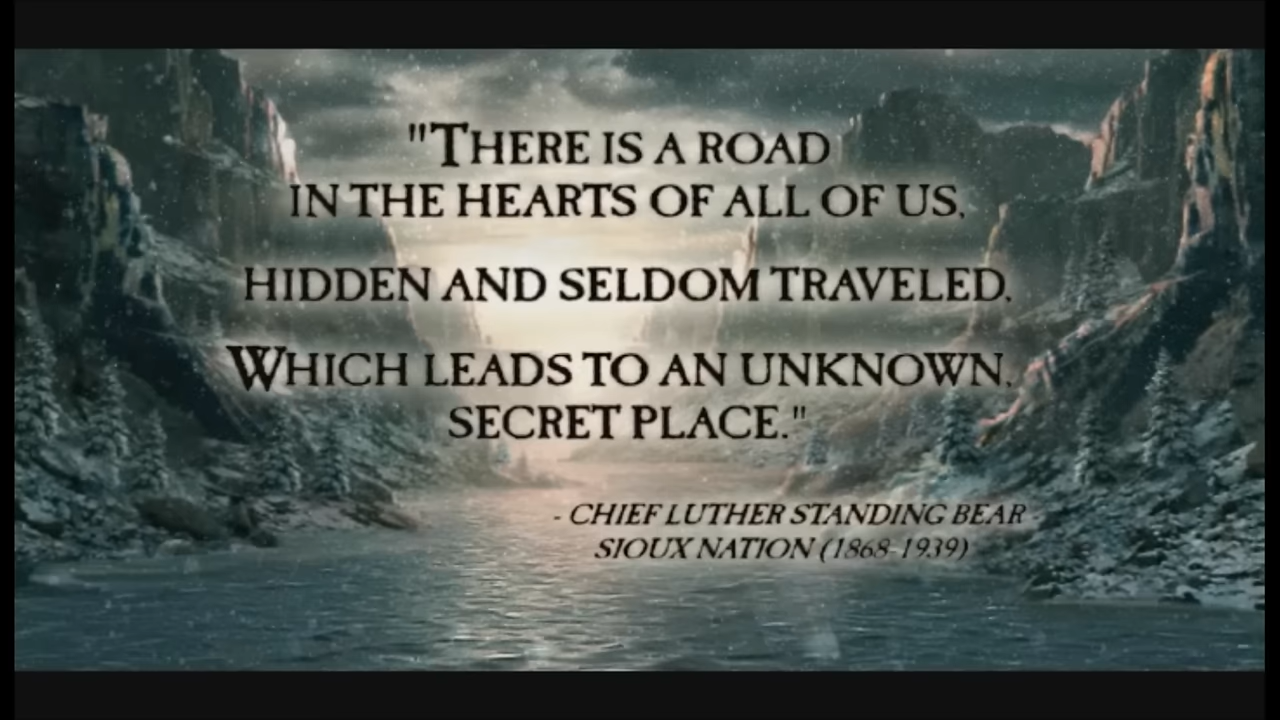 "THERE IS A ROAD
IN THE HEARTS OF ALL OF US,
HIDDEN AND SELDOM TRAVELED,
WHICH LEADS TO AN UNKNOWN,
SECRET PLACE."
- CHIEF LUTHER STANDING BEAR
SIOUX NATION (1868-1939)